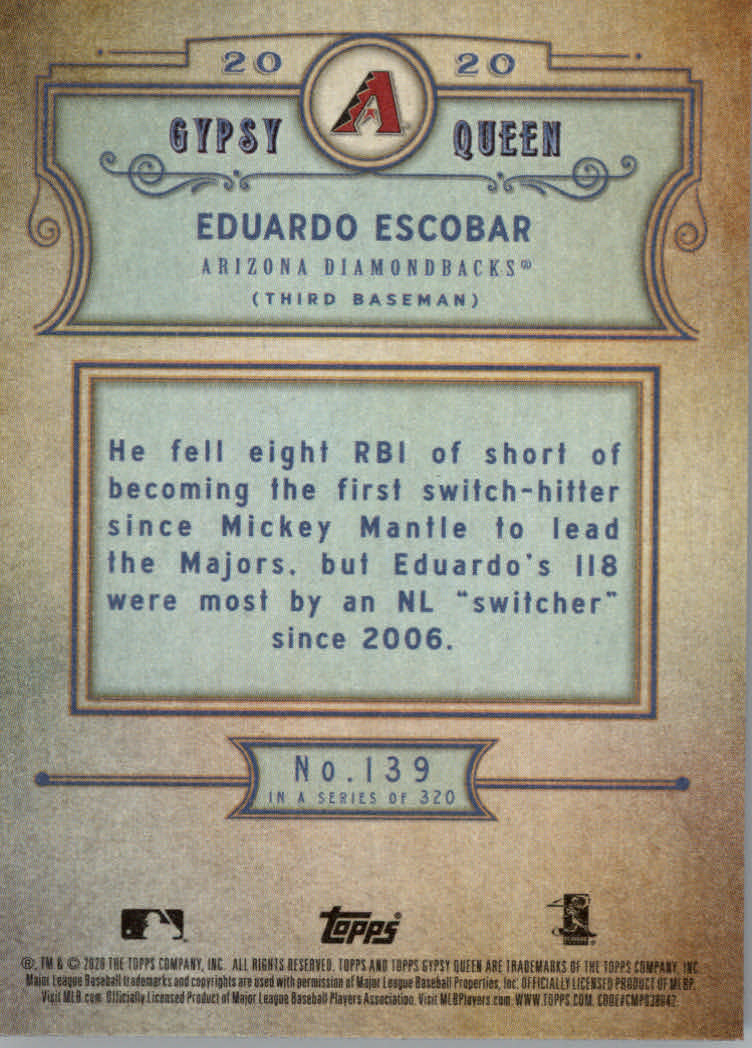 20 20
GYPSY QUEEN
EDUARDO ESCOBAR
ARIZONA DIAMONDBACKS®
(THIRD BASEMAN)
He fell eight RBI of short of
becoming the first switch-hitter
since Mickey Mantle to lead
the Majors, but Eduardo's 118
were most by an NL "switcher"
since 2006.
No.139
IN A SERIES OF 320
topps®
®, TM & © 2020 THE TOPPS COMPANY, INC. ALL RIGHTS RESERVED. TOPPS AND TOPPS GYPSY QUEEN ARE TRADEMARKS OF THE TOPPS COMPANY, INC.
Major League Baseball trademarks and copyrights are used with permission of Major League Baseball Properties, Inc. OFFICIALLY LICENSED PRODUCT OF MLBP.
Visit MLB.com. Officially Licensed Product of Major League Baseball Players Association. Visit MLBPlayers.com. WWW.TOPPS.COM.